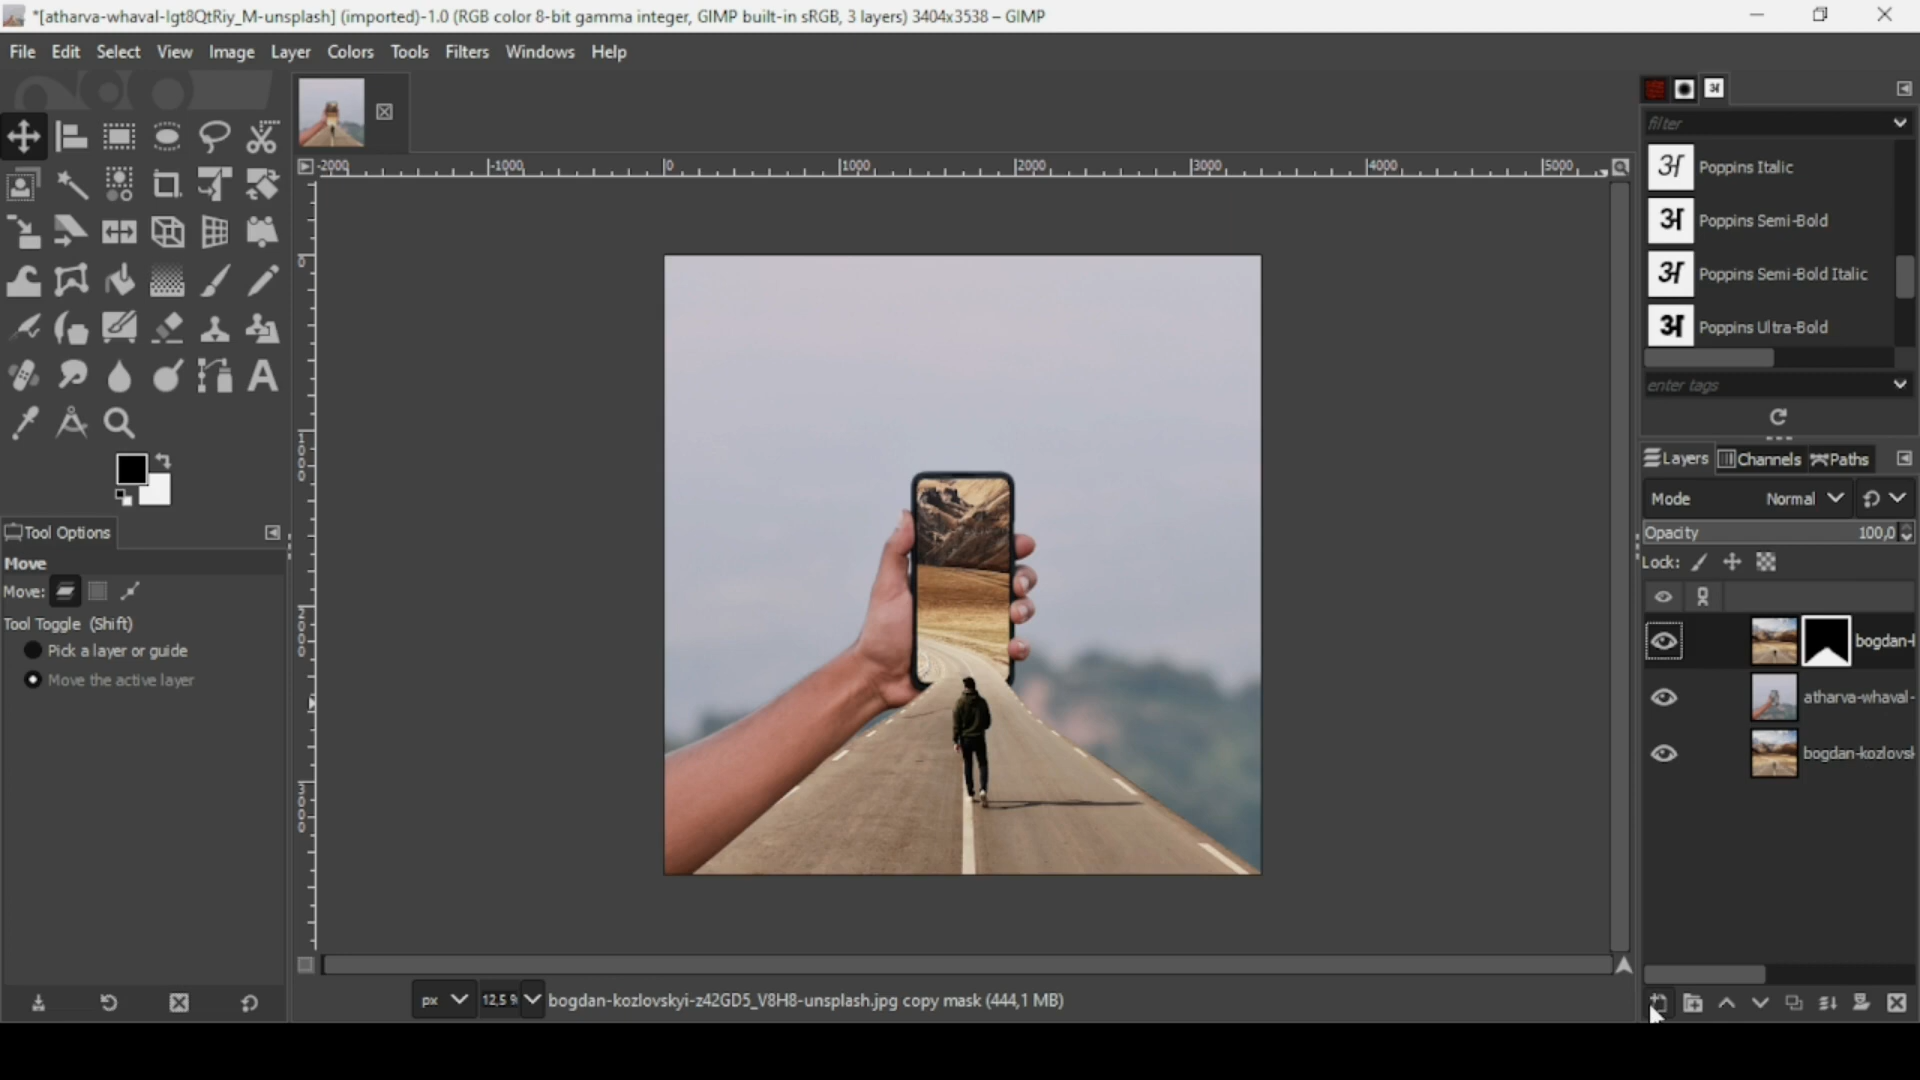 *[atharva-whaval-Igt8QtRiy_M-unsplash] (imported)-1.0 (RGB color 8-bit gamma integer, GIMP built-in sRGB, 3 layers) 3404x3538 – GIMP
File Edit Select View Image Layer Colors Tools Filters Windows Help
-2000 -1000 0 1000 2000 3000 4000 5000
0
1000
2000
3000
filter
अ Poppins Italic
अ Poppins Semi-Bold
अ Poppins Semi-Bold Italic
अ Poppins Ultra-Bold
enter tags
Layers Channels Paths
Mode Normal
Opacity 100,0
Lock:
bogdan-
atharva-whaval-
bogdan-kozlovsk
Tool Options
Move
Move:
Tool Toggle (Shift)
Pick a layer or guide
Move the active layer
px 12,5 % bogdan-kozlovskyi-z42GD5_V8H8-unsplash.jpg copy mask (444,1 MB)